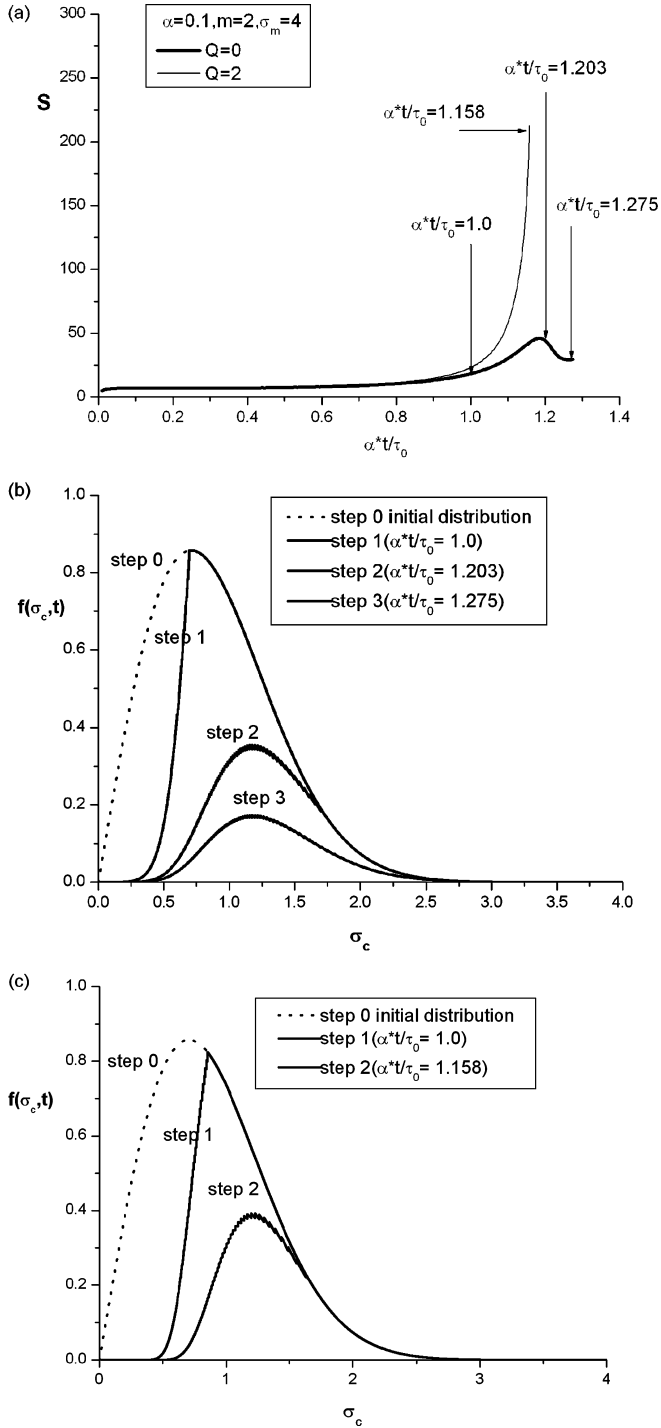 (a)
300
250
200
150
100
50
0
S
α=0.1,m=2,σm=4
Q=0
Q=2
α*t/τ0=1.203
α*t/τ0=1.158
α*t/τ0=1.275
α*t/τ0=1.0
0.0 0.2 0.4 0.6 0.8 1.0 1.2 1.4
α*t/τ0
(b)
1.0
0.8
0.6
0.4
0.2
0.0
f(σc,t)
step 0 initial distribution
step 1(α*t/τ0= 1.0)
step 2(α*t/τ0= 1.203)
step 3(α*t/τ0= 1.275)
step 0
step 1
step 2
step 3
0.0 0.5 1.0 1.5 2.0 2.5 3.0 3.5 4.0
σc
(c)
1.0
0.8
0.6
0.4
0.2
0.0
f(σc,t)
step 0 initial distribution
step 1(α*t/τ0= 1.0)
step 2(α*t/τ0= 1.158)
step 0
step 1
step 2
0 1 2 3 4
σc